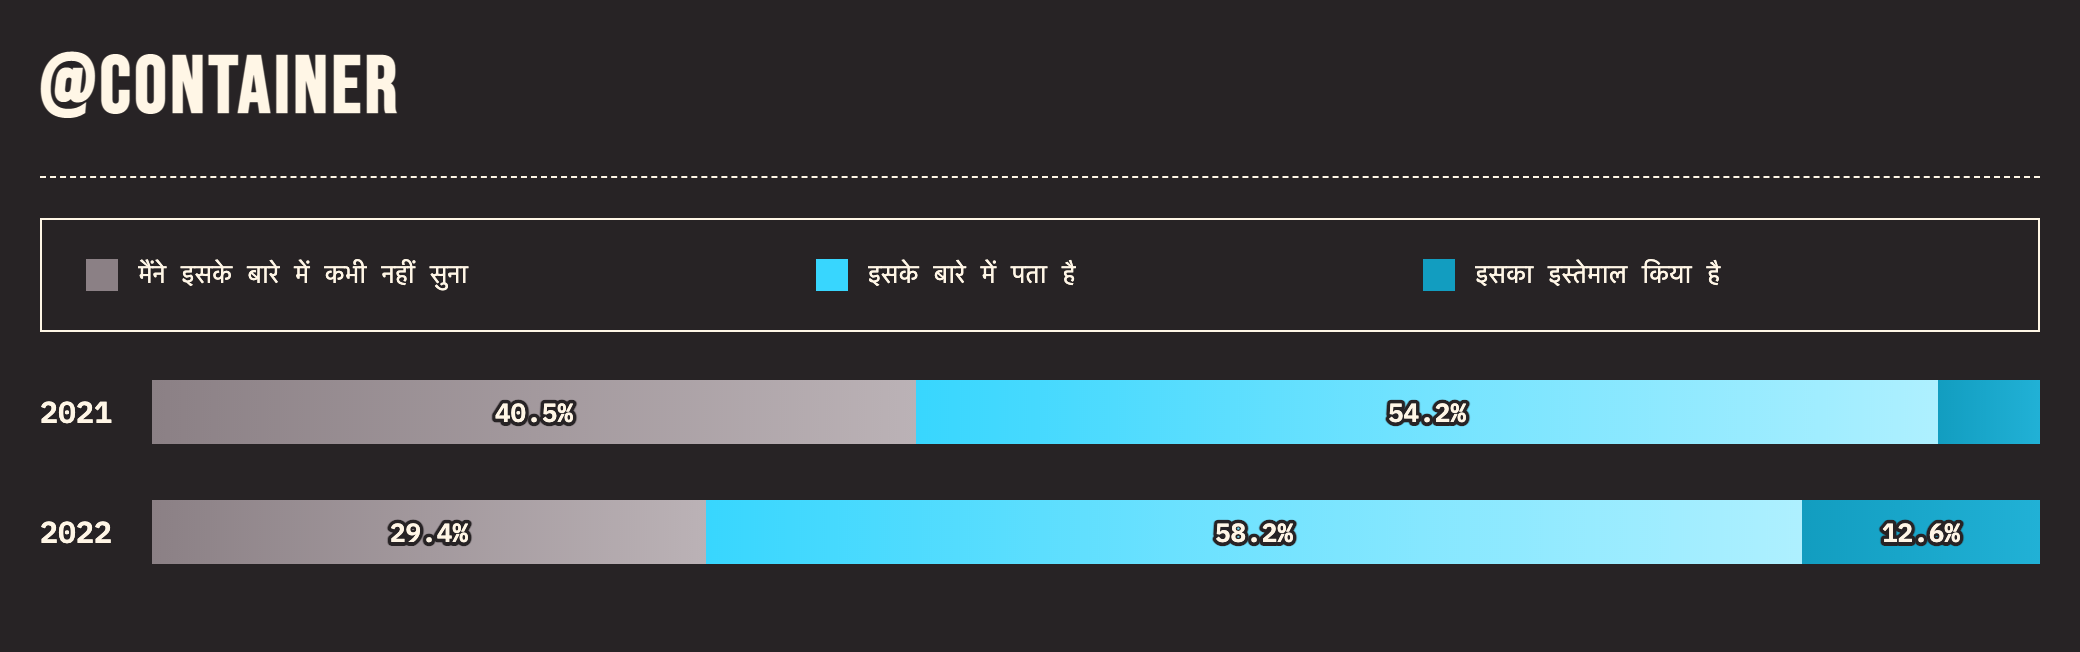 @CONTAINER
मैंने इसके बारे में कभी नहीं सुना इसके बारे में पता है इसका इस्तेमाल किया है
2021 40.5% 54.2%
2022 29.4% 58.2% 12.6%